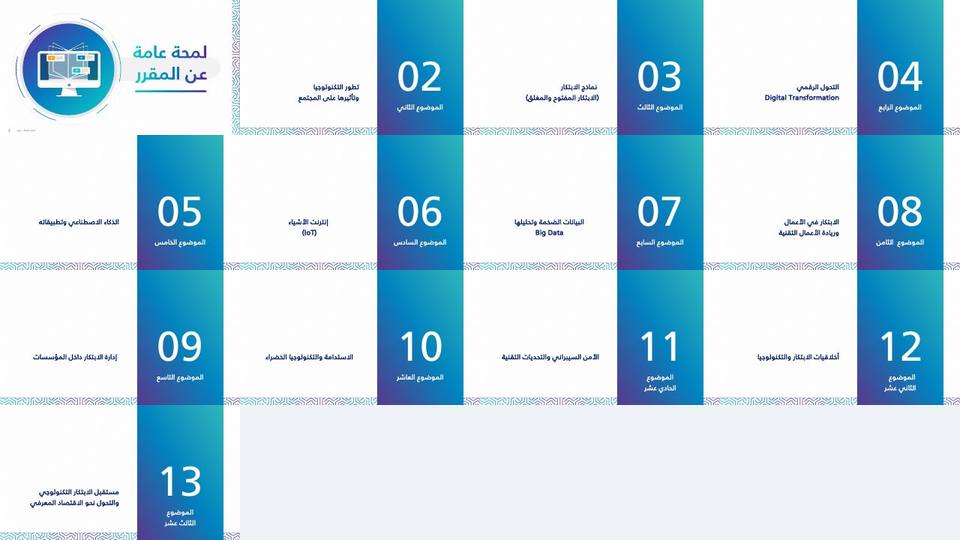 لمحة عامة
عن المقرر
02
الموضوع الثاني
تطور التكنولوجيا
وتأثيرها على المجتمع
03
الموضوع الثالث
نماذج الابتكار
(الابتكار المفتوح والمغلق)
04
الموضوع الرابع
التحول الرقمي
Digital Transformation
05
الموضوع الخامس
الذكاء الاصطناعي وتطبيقاته
06
الموضوع السادس
إنترنت الأشياء
(IoT)
07
الموضوع السابع
البيانات الضخمة وتحليلها
Big Data
08
الموضوع الثامن
الابتكار في الأعمال
وريادة الأعمال التقنية
09
الموضوع التاسع
إدارة الابتكار داخل المؤسسات
10
الموضوع العاشر
الاستدامة والتكنولوجيا الخضراء
11
الموضوع
الحادي عشر
الأمن السيبراني والتحديات التقنية
12
الموضوع
الثاني عشر
أخلاقيات الابتكار والتكنولوجيا
13
الموضوع
الثالث عشر
مستقبل الابتكار التكنولوجي
والتحول نحو الاقتصاد المعرفي